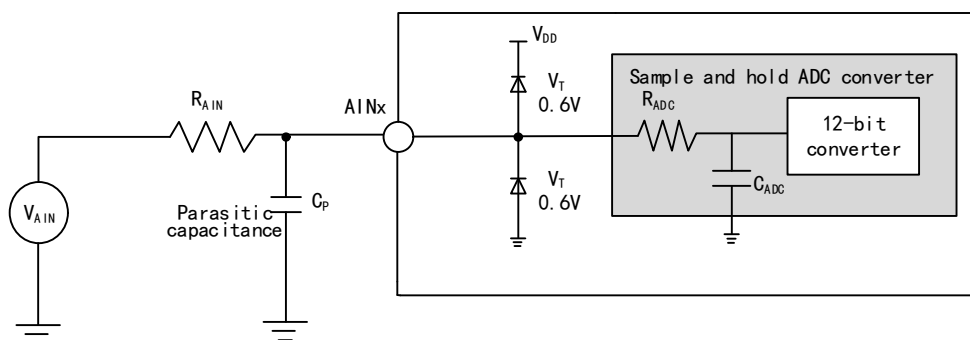 V_DD
Sample and hold ADC converter
V_T
0.6V
R_ADC
R_AIN
AINx
12-bit
converter
C_ADC
V_T
0.6V
C_P
Parasitic
capacitance
V_AIN